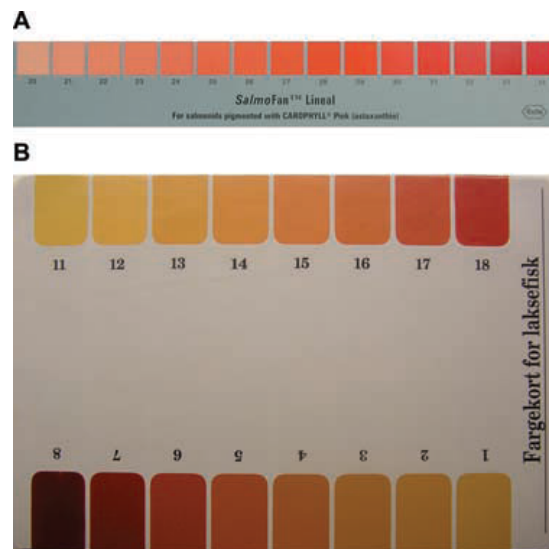 A
20 21 22 23 24 25 26 27 28 29 30 31 32 33 34
SalmoFan™ Lineal
For salmonids pigmented with CAROPHYLL® Pink (astaxanthin)
B
11 12 13 14 15 16 17 18
Fargekort for laksefisk
8 7 6 5 4 3 2 1